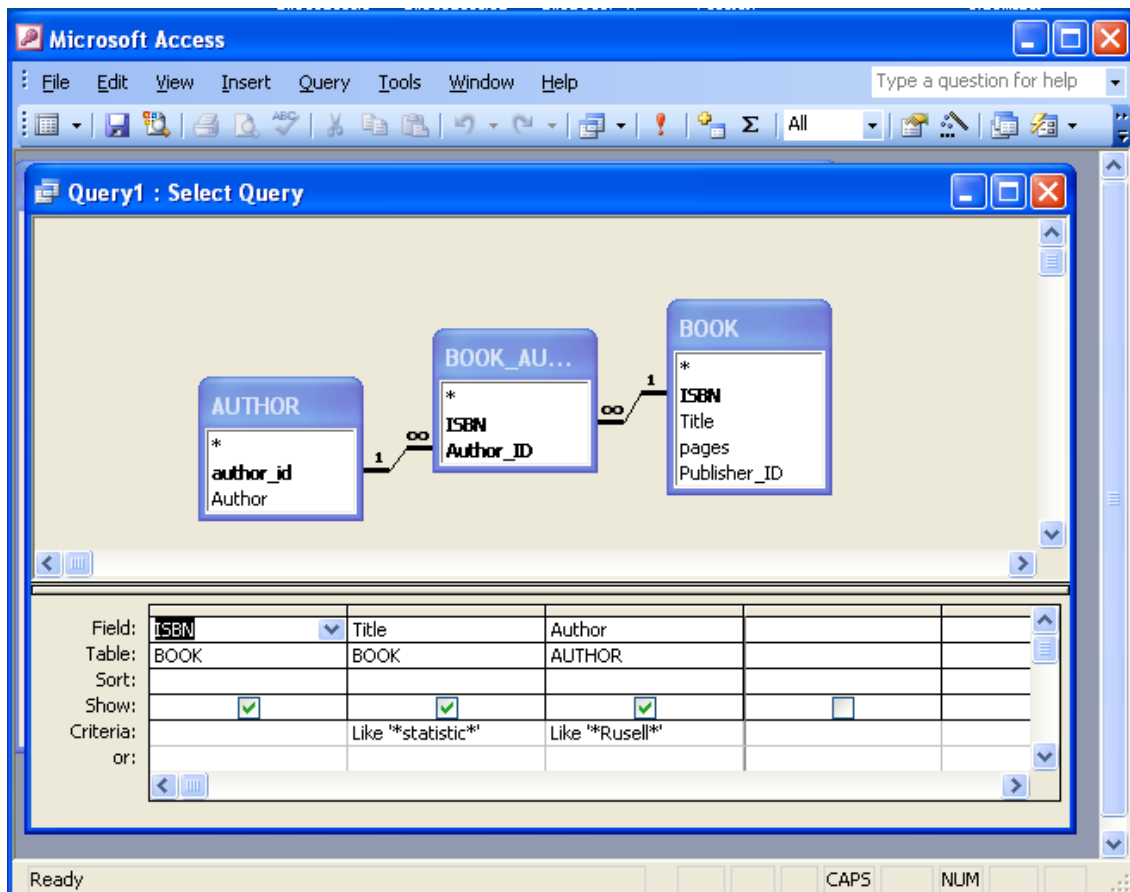 Microsoft Access
File Edit View Insert Query Tools Window Help Type a question for help
ABC Σ All
Query1 : Select Query
BOOK
*
ISBN
Title
pages
Publisher_ID
1
BOOK_AU...
*
ISBN
Author_ID
∞
∞
1
AUTHOR
*
author_id
Author
Field: ISBN Title Author
Table: BOOK BOOK AUTHOR
Sort:
Show:
Criteria: Like '*statistic*' Like '*Rusell*'
or:
Ready CAPS NUM